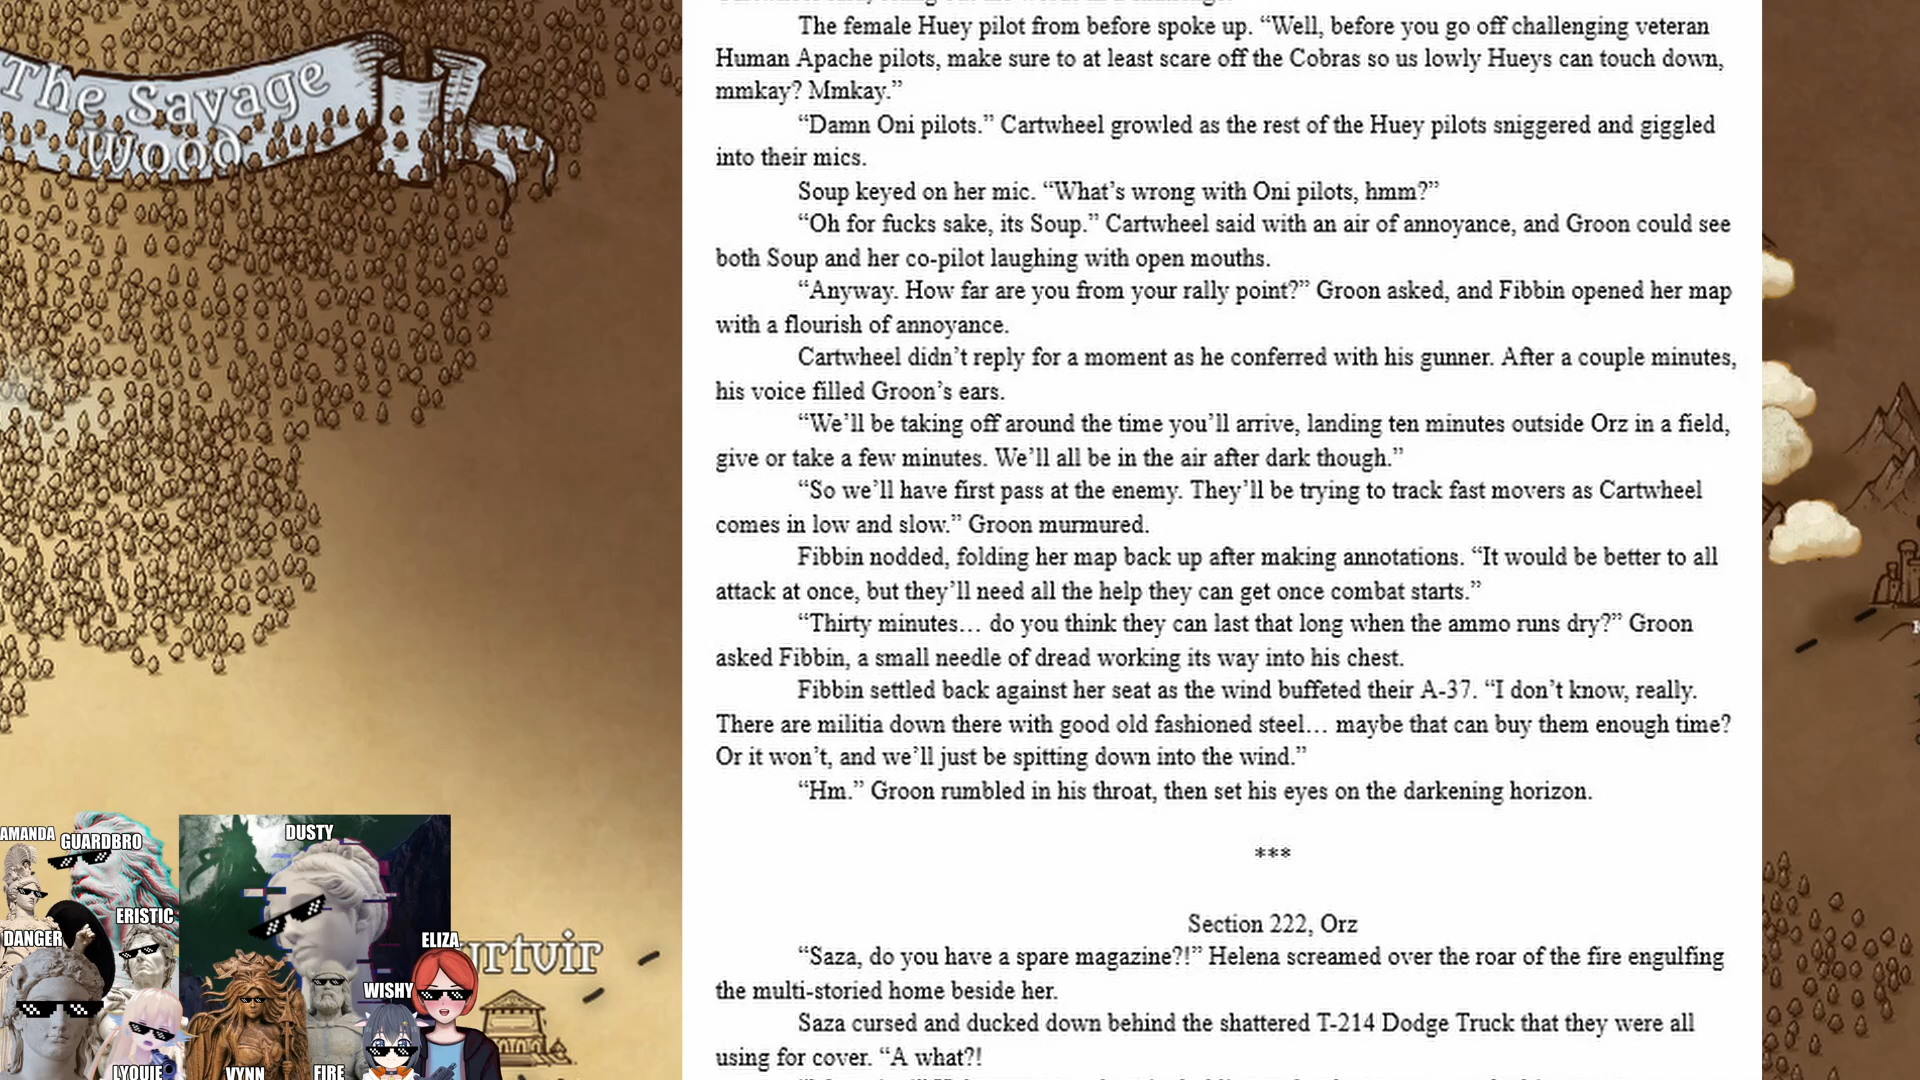 The Savage
Wood
The female Huey pilot from before spoke up. “Well, before you go off challenging veteran
Human Apache pilots, make sure to at least scare off the Cobras so us lowly Hueys can touch down,
mmkay? Mmkay.”
“Damn Oni pilots.” Cartwheel growled as the rest of the Huey pilots sniggered and giggled
into their mics.
Soup keyed on her mic. “What’s wrong with Oni pilots, hmm?”
“Oh for fucks sake, its Soup.” Cartwheel said with an air of annoyance, and Groon could see
both Soup and her co-pilot laughing with open mouths.
“Anyway. How far are you from your rally point?” Groon asked, and Fibbin opened her map
with a flourish of annoyance.
Cartwheel didn’t reply for a moment as he conferred with his gunner. After a couple minutes,
his voice filled Groon’s ears.
“We’ll be taking off around the time you’ll arrive, landing ten minutes outside Orz in a field,
give or take a few minutes. We’ll all be in the air after dark though.”
“So we’ll have first pass at the enemy. They’ll be trying to track fast movers as Cartwheel
comes in low and slow.” Groon murmured.
Fibbin nodded, folding her map back up after making annotations. “It would be better to all
attack at once, but they’ll need all the help they can get once combat starts.”
“Thirty minutes… do you think they can last that long when the ammo runs dry?” Groon
asked Fibbin, a small needle of dread working its way into his chest.
Fibbin settled back against her seat as the wind buffeted their A-37. “I don’t know, really.
There are militia down there with good old fashioned steel… maybe that can buy them enough time?
Or it won’t, and we’ll just be spitting down into the wind.”
“Hm.” Groon rumbled in his throat, then set his eyes on the darkening horizon.
***
Section 222, Orz
“Saza, do you have a spare magazine?!” Helena screamed over the roar of the fire engulfing
the multi-storied home beside her.
Saza cursed and ducked down behind the shattered T-214 Dodge Truck that they were all
using for cover. “A what?!
AMANDA
GUARDBRO
DUSTY
ERISTIC
DANGER
ELIZA
WISHY
LYQUIE
VYNN
FIRE